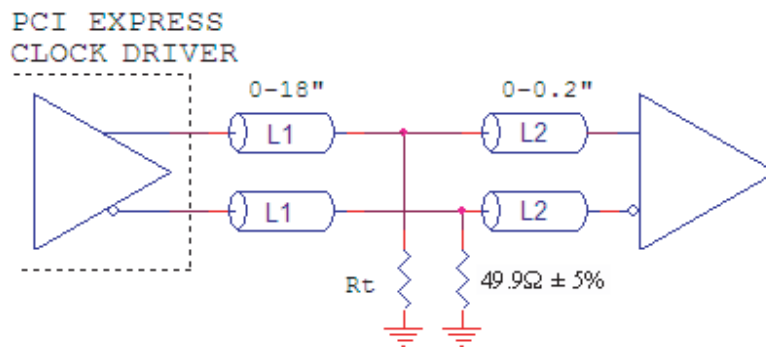 PCI EXPRESS
CLOCK DRIVER
0-18"
0-0.2"
L1
L2
L1
L2
Rt
49.9Ω ± 5%